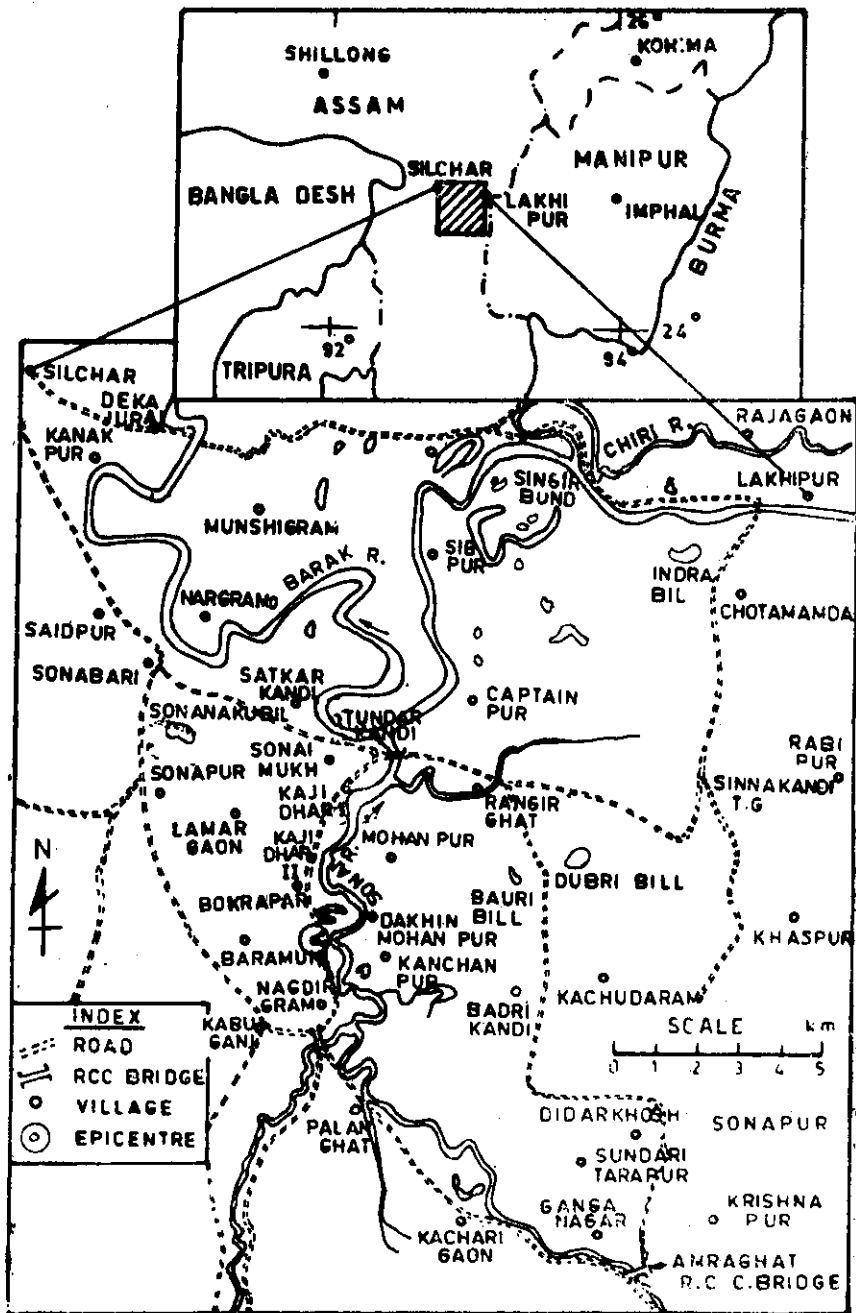 26
KOHIMA
SHILLONG
ASSAM
MANIPUR
SILCHAR
BANGLA DESH
LAKHI
PUR
IMPHAL
BURMA
92°
24
94
TRIPURA
SILCHAR
DEKA
JURAI
KANAK
PUR
CHIRI R.
RAJAGAON
SINGIR
BUND
LAKHIPUR
MUNSHIGRAM
BARAK R.
SIB
PUR
INDRA
BIL
CHOTAMAMDA
NARGRAM
SAIDPUR
SONABARI
SATKAR
KANDI
CAPTAIN
PUR
SONANAKUBIL
TUNDAR
KANDI
SONAI
MUKH
RABI
PUR
SONAPUR
KAJI
DHAR I
RANGIR
GHAT
SINNAKANDI
T.G
LAMAR
GAON
KAJI
DHAR
II
MOHAN PUR
SONAI R.
DUBRI BILL
BAURI
BILL
BOKRAPAR
DAKHIN
MOHAN PUR
KHASPUR
BARAMUK
KANCHAN
PUR
N
NAGDIR
GRAM
BADRI
KANDI
KACHUDARAM
KABU
GANJ
SCALE km
0 1 3 5
INDEX
ROAD
RCC BRIDGE
VILLAGE
EPICENTRE
PALAN
GHAT
DIDARKHOSH
SONAPUR
SUNDARI
TARAPUR
GANGA
NAGAR
KRISHNA
PUR
KACHARI
GAON
AMRAGHAT
R.C C.BRIDGE